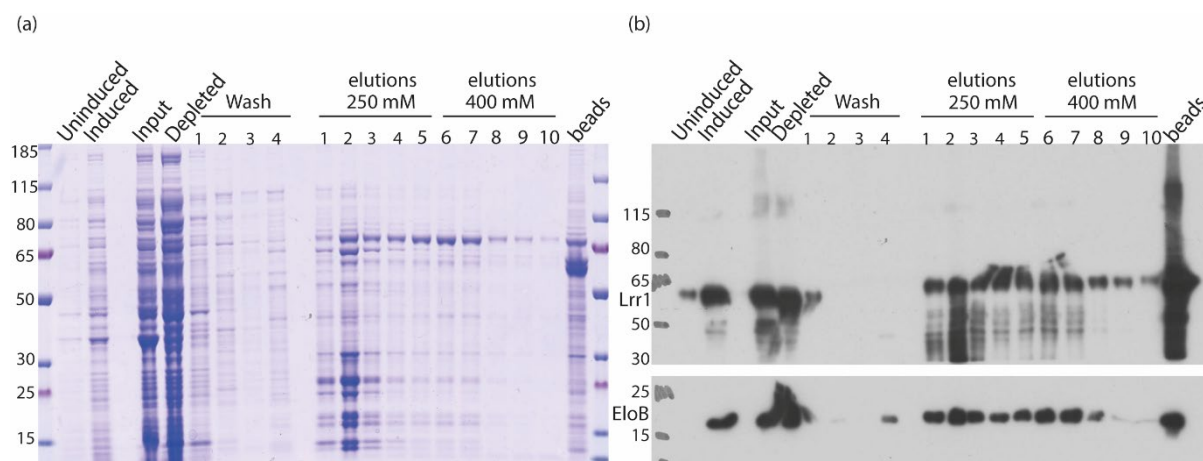 (a)
Uninduced
Induced
Input
Depleted
Wash
1 2 3 4
elutions
250 mM
1 2 3 4 5
elutions
400 mM
6 7 8 9 10
beads
185
115
80
65
50
30
25
15
(b)
Uninduced
Induced
Input
Depleted
Wash
1 2 3 4
elutions
250 mM
1 2 3 4 5
elutions
400 mM
6 7 8 9 10
beads
115
80
65
Lrr1
50
30
25
EloB
15